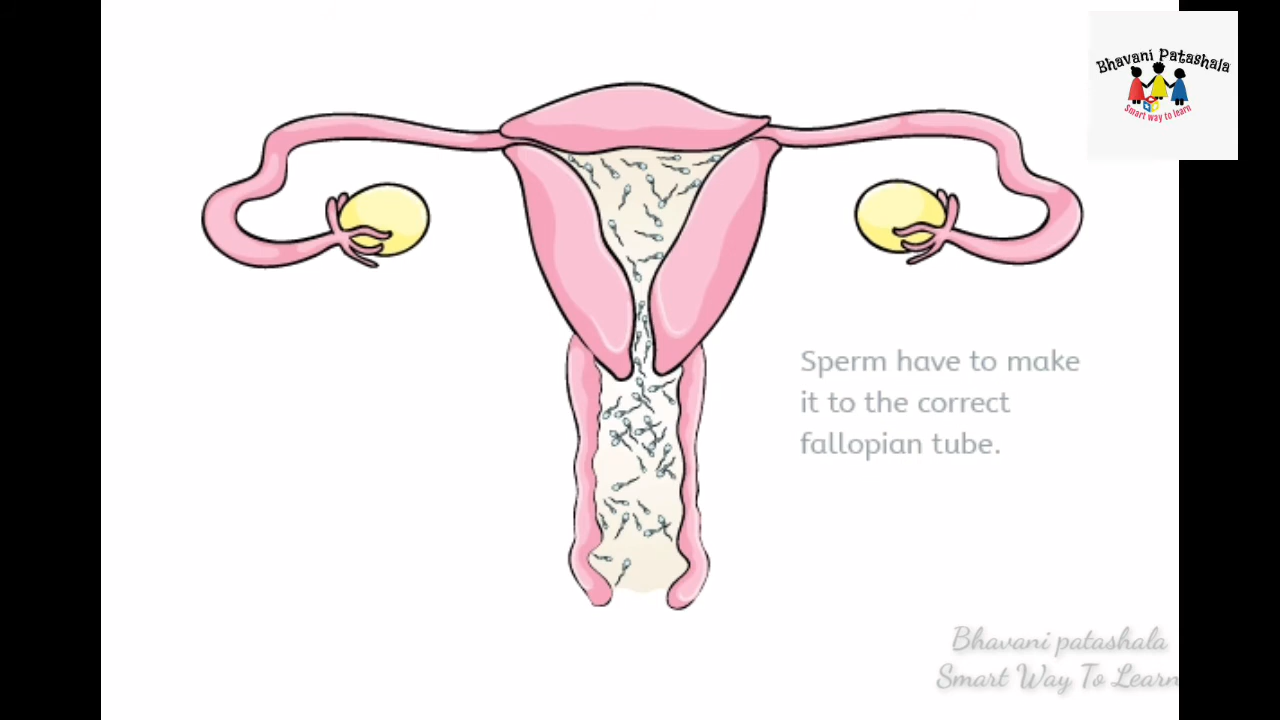 Bhavani Patashala
Smart way to learn
Sperm have to make
it to the correct
fallopian tube.
Bhavani patashala
Smart Way To Learn